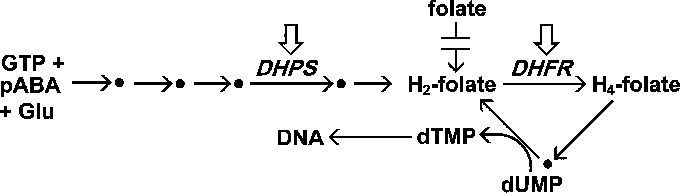 folate
GTP +
pABA
+ Glu
DHPS
H2-folate
DHFR
H4-folate
DNA
dTMP
dUMP